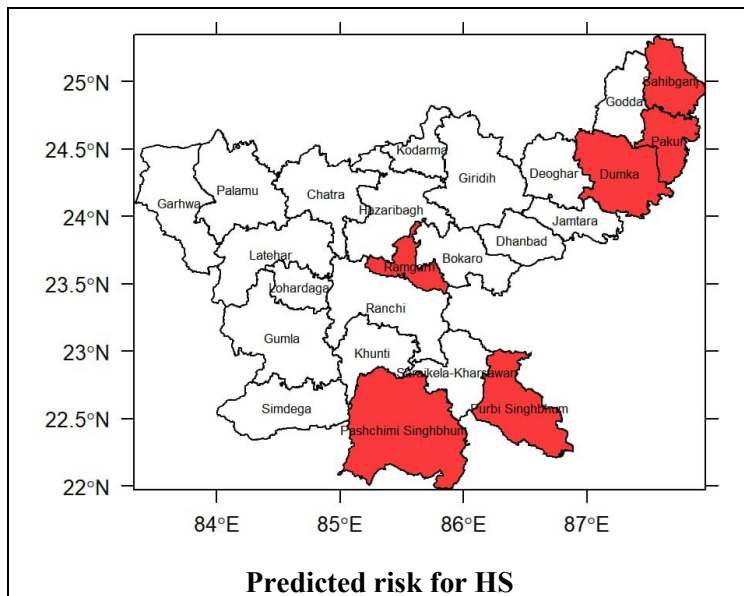 25°N
24.5°N
24°N
23.5°N
23°N
22.5°N
22°N
Sahibganj
Godda
Pakur
Kodarma
Giridih
Deoghar
Dumka
Garhwa
Palamu
Chatra
Hazaribagh
Jamtara
Dhanbad
Latehar
Bokaro
Ramgarh
Lohardaga
Ranchi
Gumla
Khunti
Saraikela-Kharsawan
Simdega
Purbi Singhbhum
Pashchimi Singhbhum
84°E 85°E 86°E 87°E
Predicted risk for HS